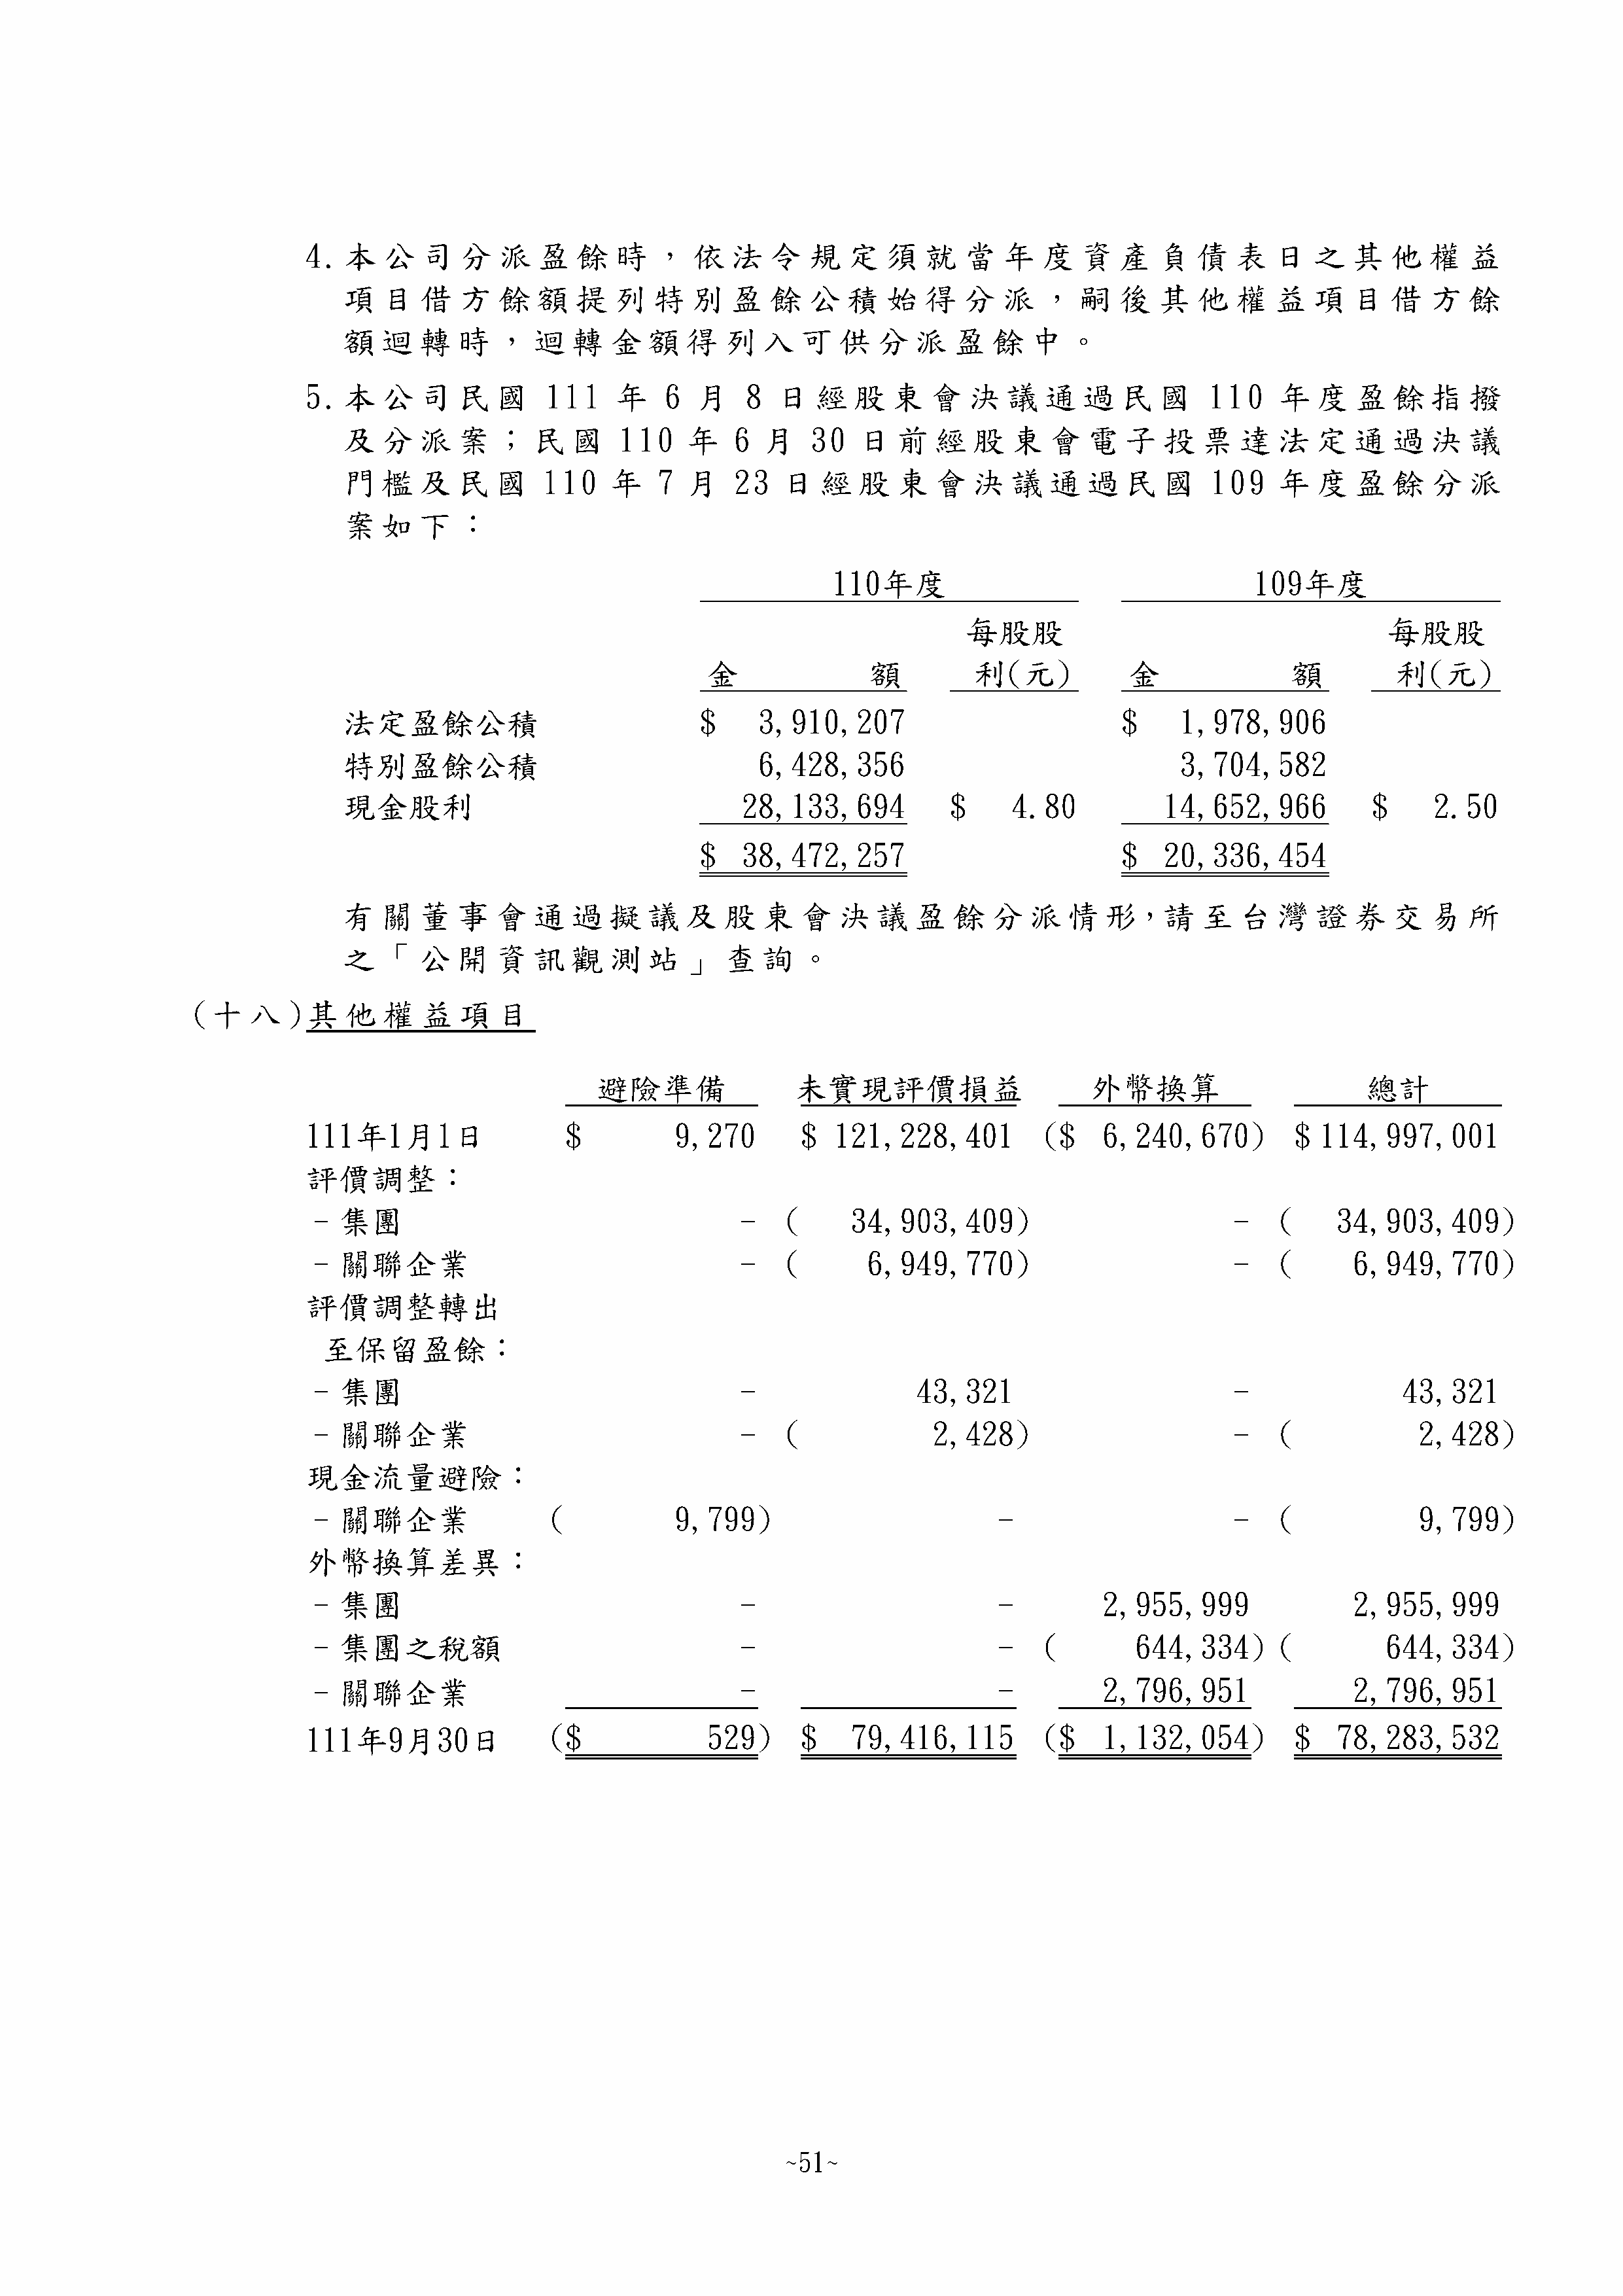 4.本公司分派盈餘時，依法令規定須就當年度資產負債表日之其他權益
項目借方餘額提列特別盈餘公積始得分派，嗣後其他權益項目借方餘
額迴轉時，迴轉金額得列入可供分派盈餘中。
5.本公司民國 111 年 6 月 8 日經股東會決議通過民國 110 年度盈餘指撥
及分派案；民國 110 年 6 月 30 日前經股東會電子投票達法定通過決議
門檻及民國 110 年 7 月 23 日經股東會決議通過民國 109 年度盈餘分派
案如下：
110年度 109年度
每股股 每股股
金 額 利(元) 金 額 利(元)
法定盈餘公積 $ 3,910,207 $ 1,978,906
特別盈餘公積 6,428,356 3,704,582
現金股利 28,133,694 $ 4.80 14,652,966 $ 2.50
$ 38,472,257 $ 20,336,454
有關董事會通過擬議及股東會決議盈餘分派情形，請至台灣證券交易所
之「公開資訊觀測站」查詢。
(十八)其他權益項目
避險準備 未實現評價損益 外幣換算 總計
111年1月1日 $ 9,270 $ 121,228,401 ($ 6,240,670) $ 114,997,001
評價調整：
–集團 – ( 34,903,409) – ( 34,903,409)
–關聯企業 – ( 6,949,770) – ( 6,949,770)
評價調整轉出
至保留盈餘：
–集團 – 43,321 – 43,321
–關聯企業 – ( 2,428) – ( 2,428)
現金流量避險：
–關聯企業 ( 9,799) – – ( 9,799)
外幣換算差異：
–集團 – – 2,955,999 2,955,999
–集團之稅額 – – ( 644,334) ( 644,334)
–關聯企業 – – 2,796,951 2,796,951
111年9月30日 ($ 529) $ 79,416,115 ($ 1,132,054) $ 78,283,532
~51~